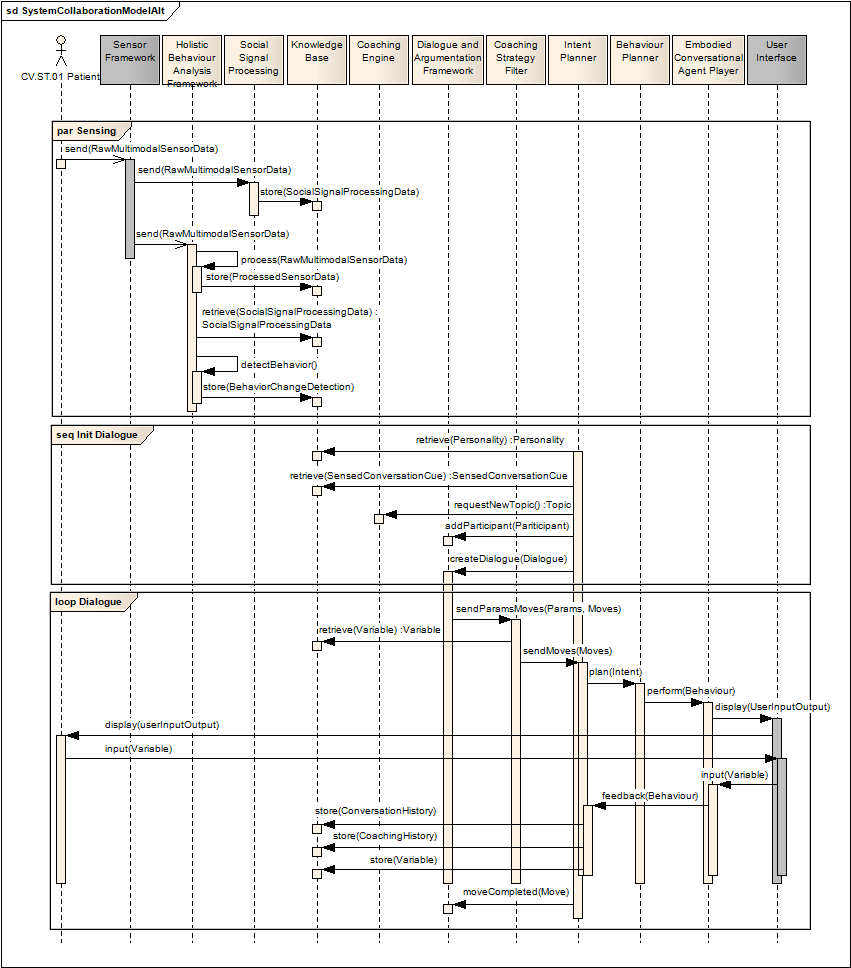 sd SystemCollaborationModelAlt
CV.ST.01 Patient
Sensor
Framework
Holistic
Behaviour
Analysis
Framework
Social
Signal
Processing
Knowledge
Base
Coaching
Engine
Dialogue and
Argumentation
Framework
Coaching
Strategy
Filter
Intent
Planner
Behaviour
Planner
Embodied
Conversational
Agent Player
User
Interface
par Sensing
send(RawMultimodalSensorData)
send(RawMultimodalSensorData)
store(SocialSignalProcessingData)
send(RawMultimodalSensorData)
process(RawMultimodalSensorData)
store(ProcessedSensorData)
retrieve(SocialSignalProcessingData) :
SocialSignalProcessingData
detectBehavior()
store(BehaviorChangeDetection)
seq Init Dialogue
retrieve(Personality) :Personality
retrieve(SensedConversationCue) :SensedConversationCue
requestNewTopic() :Topic
addParticipant(Pariticipant)
createDialogue(Dialogue)
loop Dialogue
sendParamsMoves(Params, Moves)
retrieve(Variable) :Variable
sendMoves(Moves)
plan(Intent)
perform(Behaviour)
display(UserInputOutput)
display(userInputOutput)
input(Variable)
input(Variable)
feedback(Behaviour)
store(ConversationHistory)
store(CoachingHistory)
store(Variable)
moveCompleted(Move)